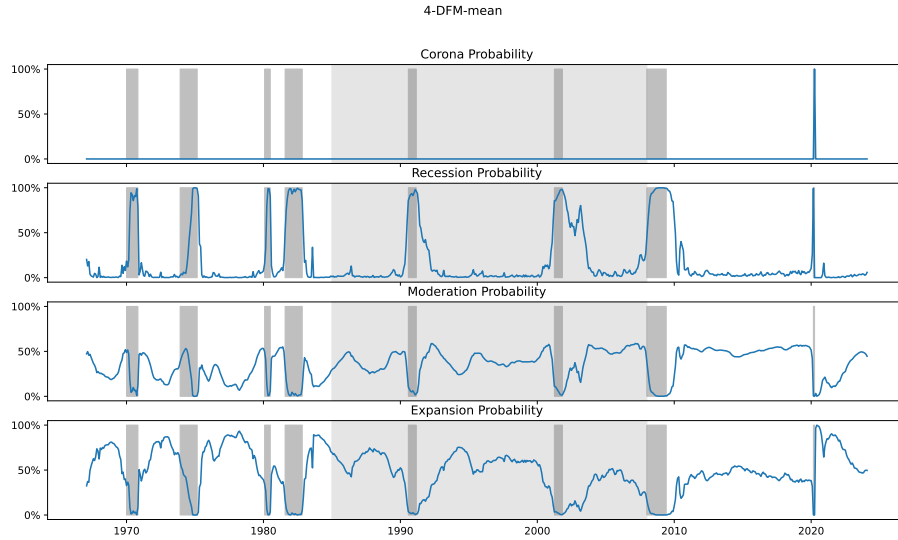 4-DFM-mean
Corona Probability
100%
50%
0%
Recession Probability
100%
50%
0%
Moderation Probability
100%
50%
0%
Expansion Probability
100%
50%
0%
1970 1980 1990 2000 2010 2020